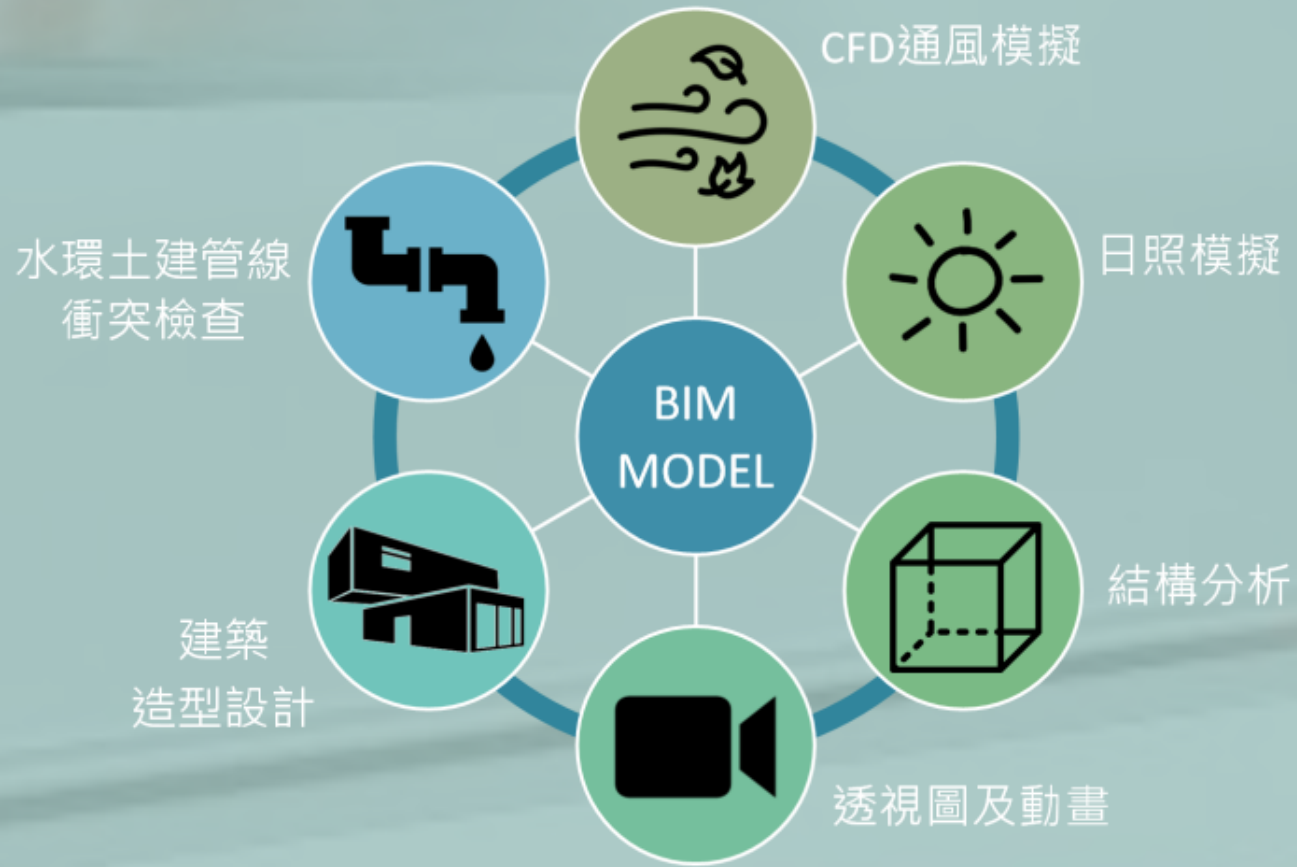 CFD通風模擬
日照模擬
結構分析
透視圖及動畫
建築
造型設計
水環土建管線
衝突檢查
BIM
MODEL